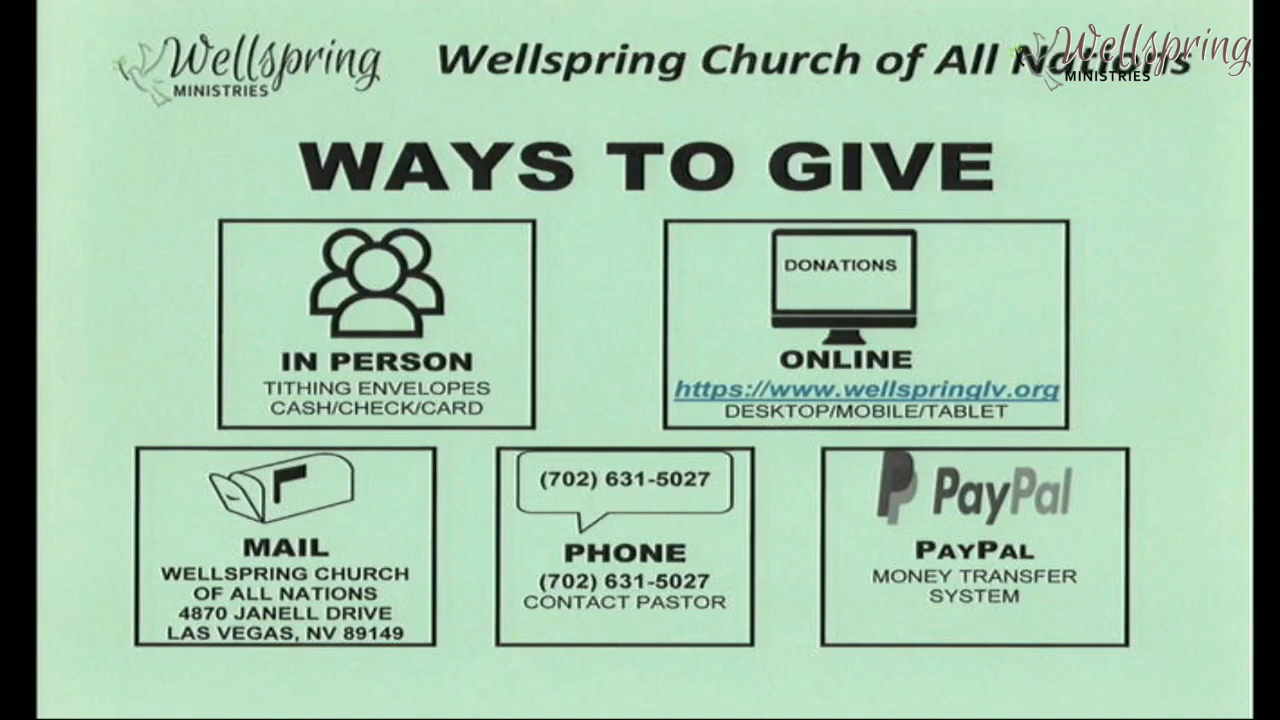 Wellspring
MINISTRIES
Wellspring Church of All Nations
Wellspring
MINISTRIES
WAYS TO GIVE
IN PERSON
TITHING ENVELOPES
CASH/CHECK/CARD
DONATIONS
ONLINE
https://www.wellspringlv.org
DESKTOP/MOBILE/TABLET
MAIL
WELLSPRING CHURCH
OF ALL NATIONS
4870 JANELL DRIVE
LAS VEGAS, NV 89149
(702) 631-5027
PHONE
(702) 631-5027
CONTACT PASTOR
PayPal
PAYPAL
MONEY TRANSFER
SYSTEM